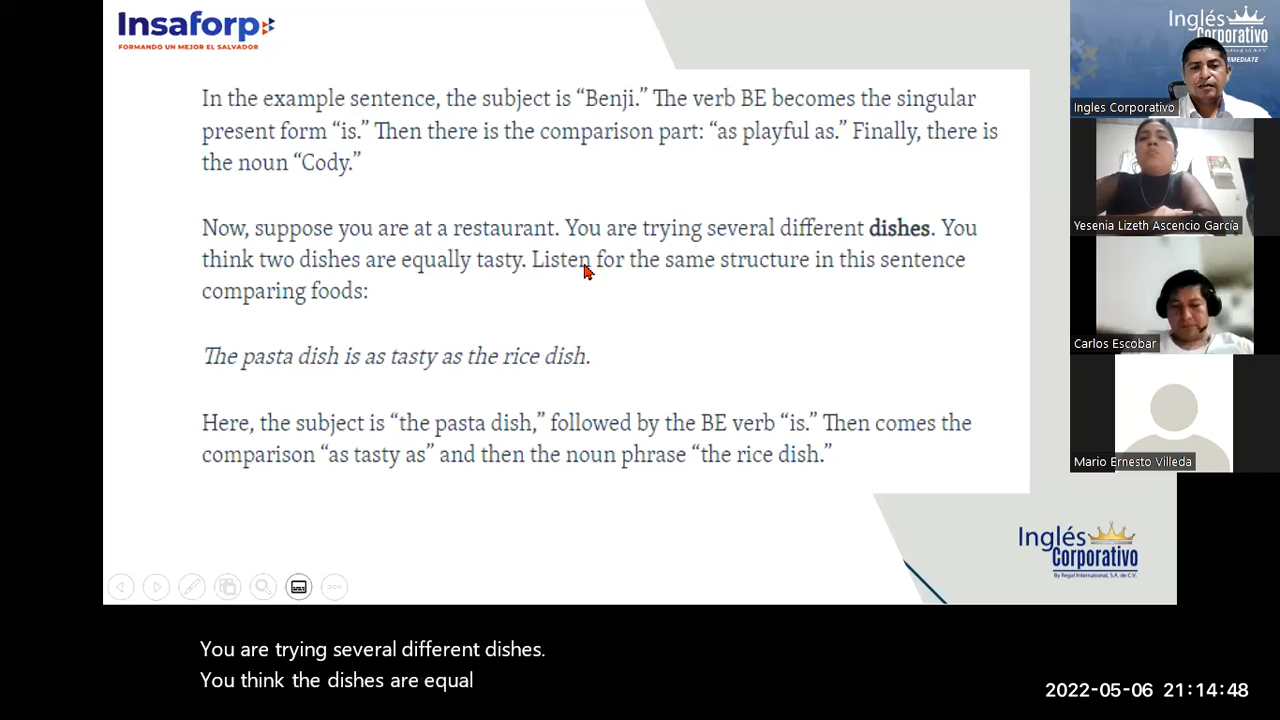 Insaforp
FORMANDO UN MEJOR EL SALVADOR
In the example sentence, the subject is “Benji.” The verb BE becomes the singular
present form “is.” Then there is the comparison part: “as playful as.” Finally, there is
the noun “Cody.”
Now, suppose you are at a restaurant. You are trying several different dishes. You
think two dishes are equally tasty. Listen for the same structure in this sentence
comparing foods:
The pasta dish is as tasty as the rice dish.
Here, the subject is “the pasta dish,” followed by the BE verb “is.” Then comes the
comparison “as tasty as” and then the noun phrase “the rice dish.”
Inglés
Corporativo
By Regal International, S.A. de C.V.
You are trying several different dishes.
You think the dishes are equal
Inglés
Corporativo
Ingles Corporativo
Yesenia Lizeth Ascencio García
Carlos Escobar
Mario Ernesto Villeda
2022-05-06 21:14:48